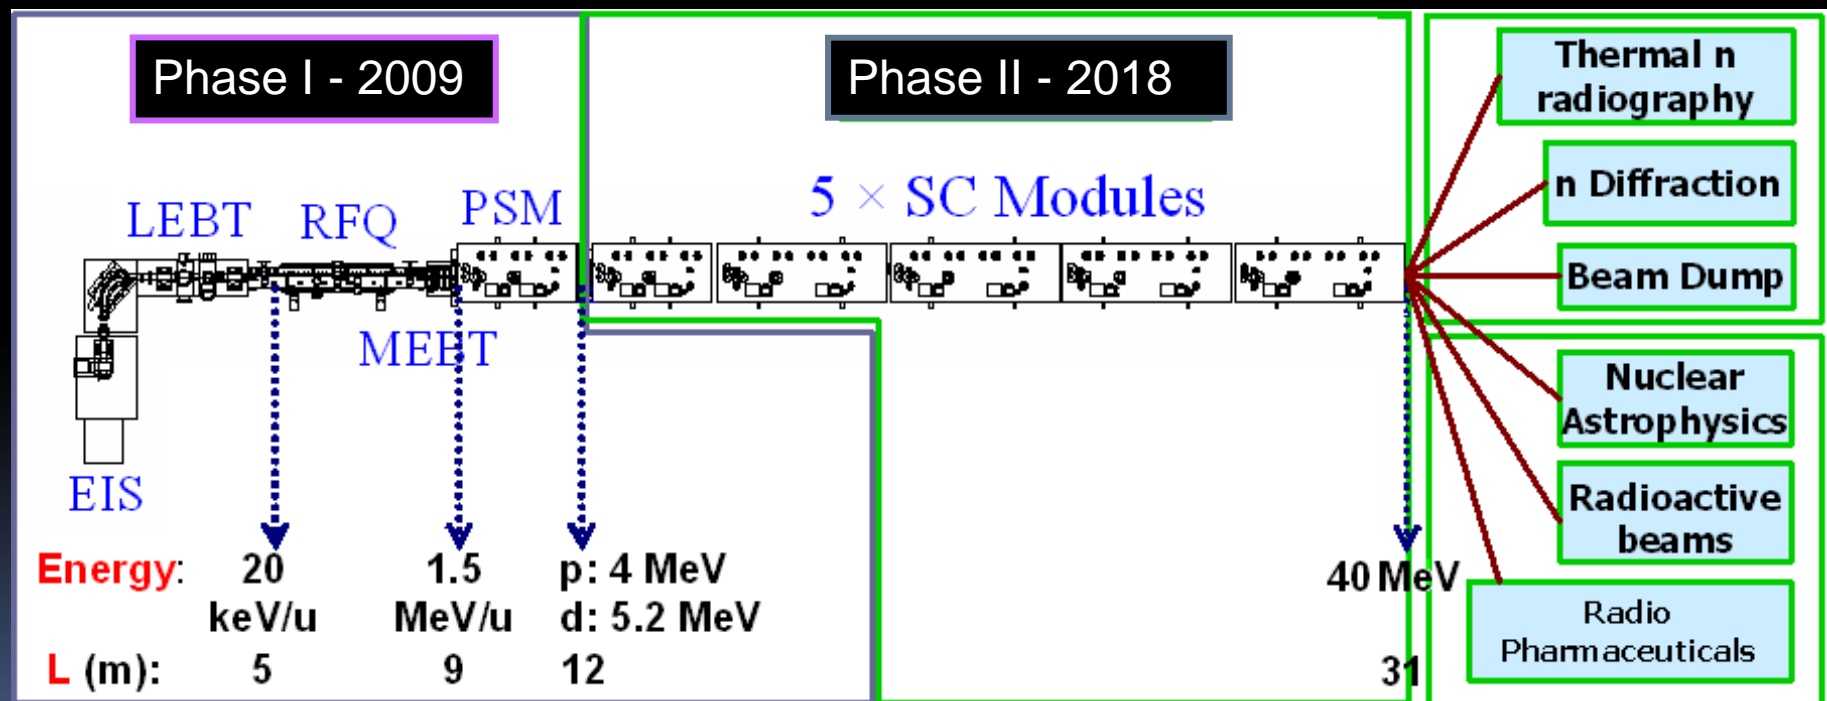 Phase I - 2009
Phase II - 2018
LEBT
RFQ
PSM
5 × SC Modules
MEBT
EIS
Energy:
20
keV/u
1.5
MeV/u
p: 4 MeV
d: 5.2 MeV
40 MeV
L (m):
5
9
12
31
Thermal n
radiography
n Diffraction
Beam Dump
Nuclear
Astrophysics
Radioactive
beams
Radio
Pharmaceuticals